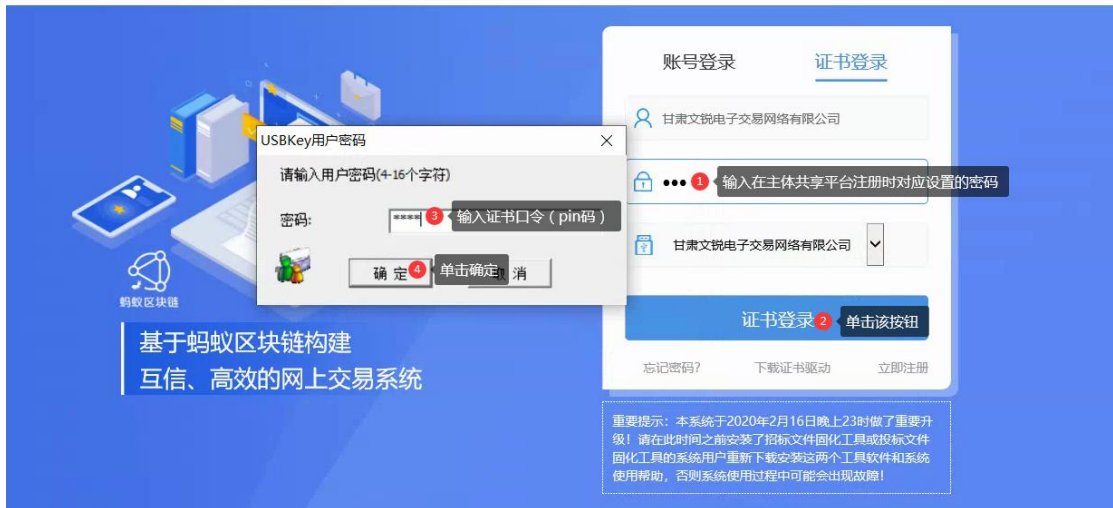 账号登录
证书登录
甘肃文锐电子交易网络有限公司
USBKey用户密码
请输入用户密码(4-16个字符)
●●● 1 输入在主体共享平台注册时对应设置的密码
密码: **** 3 输入证书口令（pin码）
甘肃文锐电子交易网络有限公司
确 定 4 单击确定 消
蚂蚁区块链
证书登录 2 单击该按钮
基于蚂蚁区块链构建
互信、高效的网上交易系统
忘记密码?
下载证书驱动
立即注册
重要提示：本系统于2020年2月16日晚上23时做了重要升
级！请在此时间之前安装了招标文件固化工具或投标文件
固化工具的系统用户重新下载安装这两个工具软件和系统
使用帮助，否则系统使用过程中可能会出现故障!